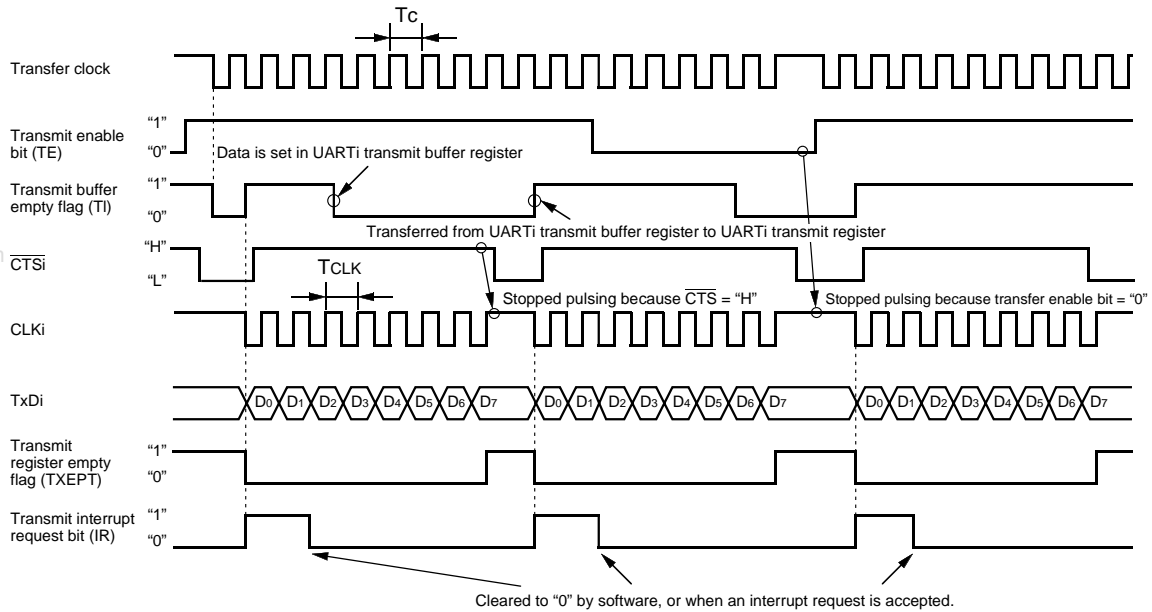 Tc
Transfer clock
Transmit enable
bit (TE)
“1”
“0”
Data is set in UARTi transmit buffer register
Transmit buffer
empty flag (TI)
“1”
“0”
Transferred from UARTi transmit buffer register to UARTi transmit register
CTSi
“H”
“L”
TCLK
Stopped pulsing because CTS = “H”
Stopped pulsing because transfer enable bit = “0”
CLKi
TxDi
D0 D1 D2 D3 D4 D5 D6 D7 D0 D1 D2 D3 D4 D5 D6 D7 D0 D1 D2 D3 D4 D5 D6 D7
Transmit
register empty
flag (TXEPT)
“1”
“0”
Transmit interrupt
request bit (IR)
“1”
“0”
Cleared to “0” by software, or when an interrupt request is accepted.